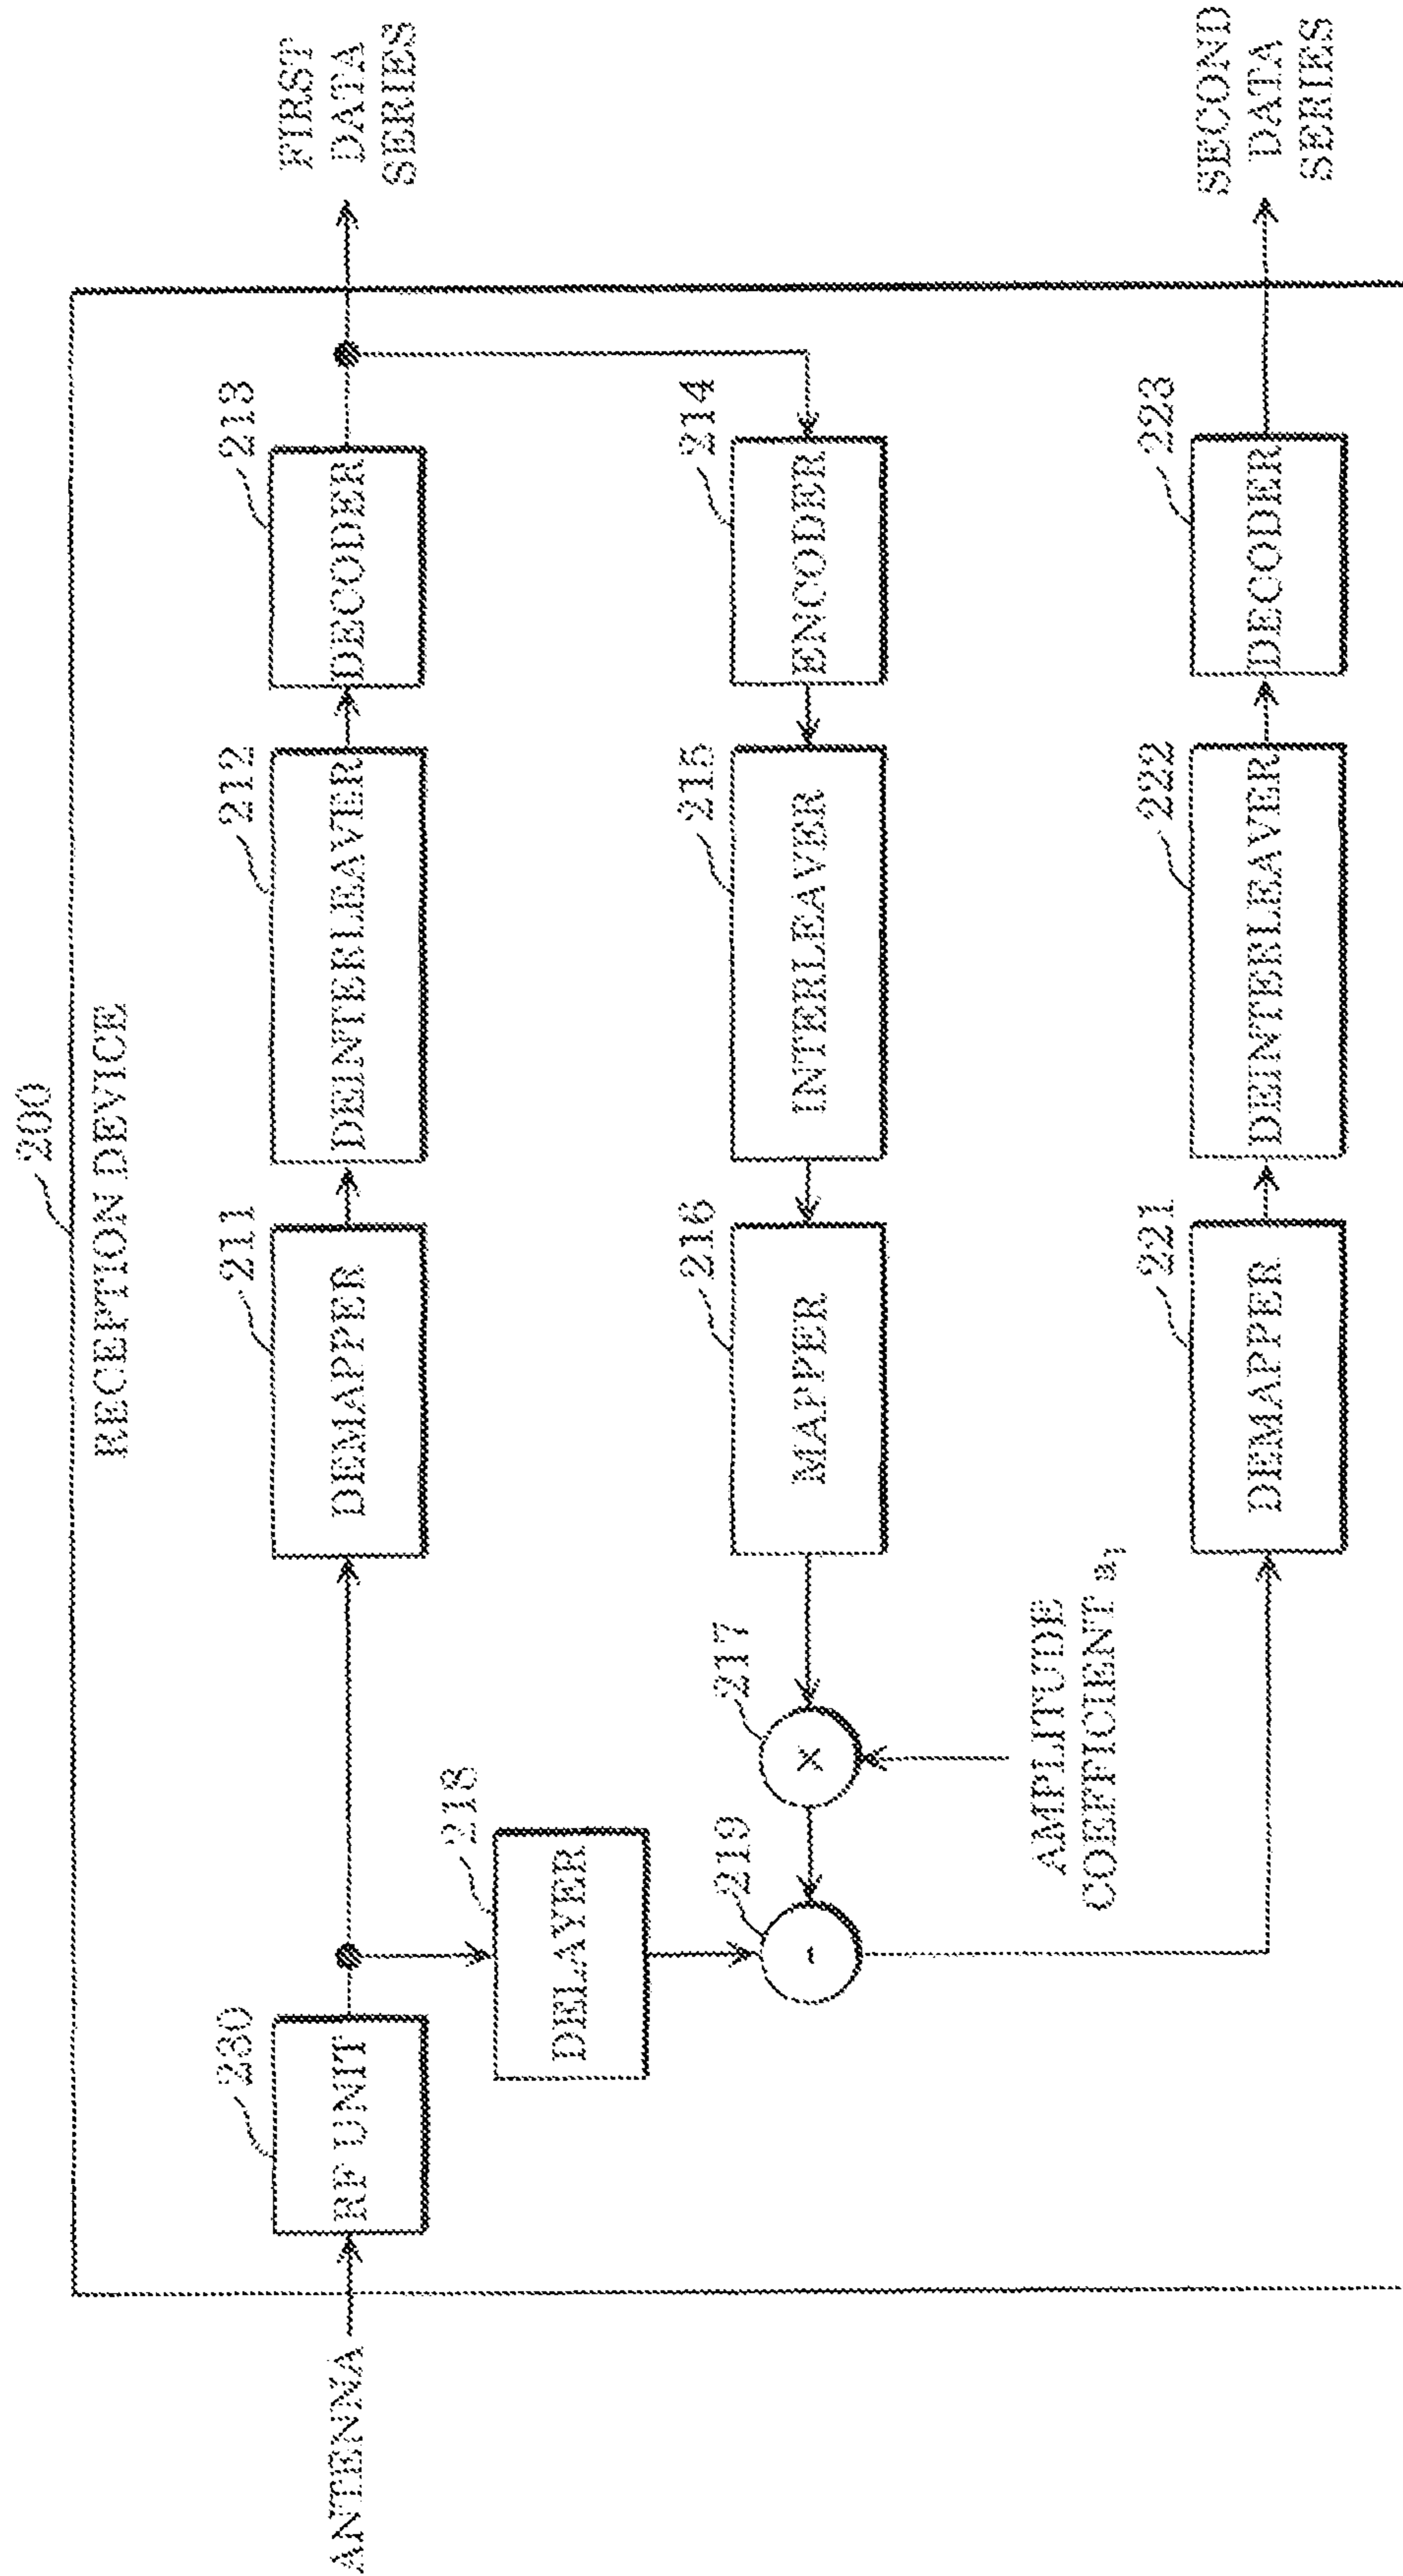 200
RECEPTION DEVICE
ANTENNA
230
RF UNIT
211
DEMAPPER
212
DEINTERLEAVER
213
DECODER
FIRST
DATA
SERIES
218
DELAYER
219
-
217
X
216
MAPPER
215
INTERLEAVER
214
ENCODER
AMPLITUDE
COEFFICIENT a1
221
DEMAPPER
222
DEINTERLEAVER
223
DECODER
SECOND
DATA
SERIES